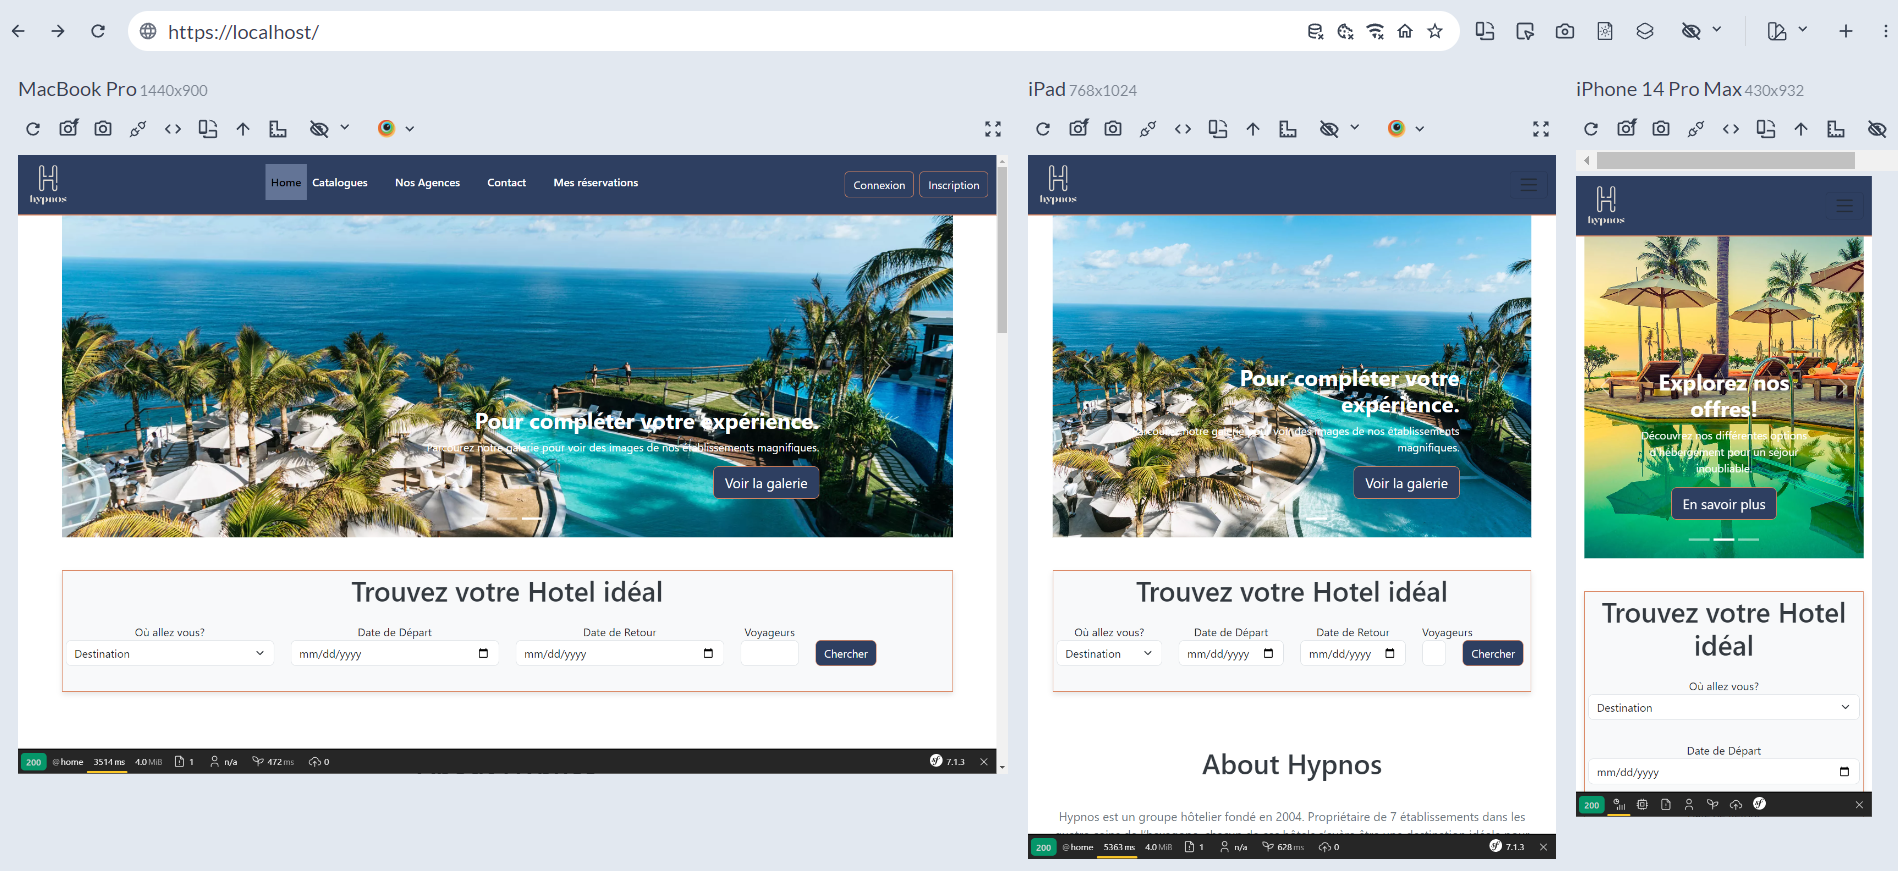 https://localhost/
MacBook Pro 1440x900
hypnos
Home Catalogues Nos Agences Contact Mes réservations
Connexion Inscription
Pour compléter votre expérience.
Parcourez notre galerie pour voir des images de nos établissements magnifiques.
Voir la galerie
Trouvez votre Hotel idéal
Où allez vous? Date de Départ Date de Retour Voyageurs
Destination mm/dd/yyyy mm/dd/yyyy Chercher
200 @home 3514 ms 4.0 MiB 1 n/a 472 ms 0 7.1.3
iPad 768x1024
hypnos
Pour compléter votre
expérience.
Parcourez notre galerie pour voir des images de nos établissements
magnifiques.
Voir la galerie
Trouvez votre Hotel idéal
Où allez vous? Date de Départ Date de Retour Voyageurs
Destination mm/dd/yyyy mm/dd/yyyy Chercher
About Hypnos
Hypnos est un groupe hôtelier fondé en 2004. Propriétaire de 7 établissements dans les
200 @home 5363 ms 4.0 MiB 1 n/a 628 ms 0 7.1.3
iPhone 14 Pro Max 430x932
hypnos
Explorez nos
offres!
Découvrez nos différentes options
d'hébergement pour un séjour
inoubliable.
En savoir plus
Trouvez votre Hotel
idéal
Où allez vous?
Destination
Date de Départ
mm/dd/yyyy
200